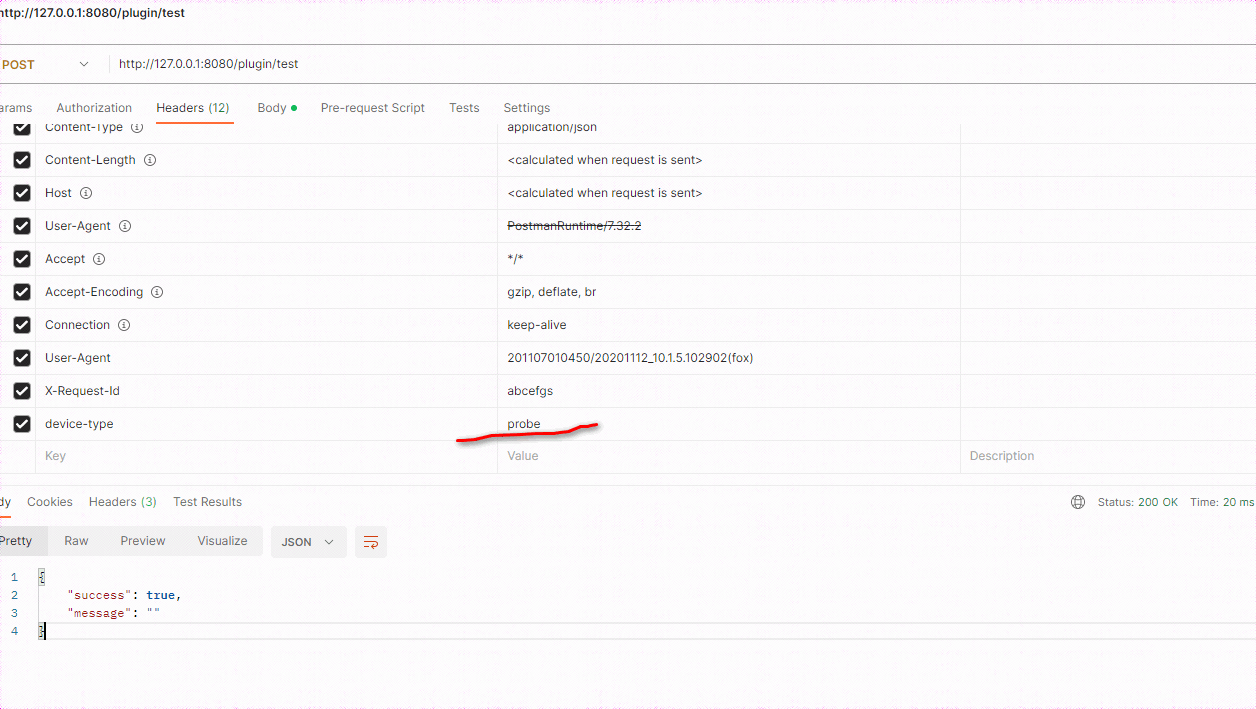 http://127.0.0.1:8080/plugin/test
POST http://127.0.0.1:8080/plugin/test
arams Authorization Headers (12) Body Pre-request Script Tests Settings
Content-Type application/json
Content-Length <calculated when request is sent>
Host <calculated when request is sent>
User-Agent PostmanRuntime/7.32.2
Accept */*
Accept-Encoding gzip, deflate, br
Connection keep-alive
User-Agent 201107010450/20201112_10.1.5.102902(fox)
X-Request-Id abcefgs
device-type probe
Key Value Description
dy Cookies Headers (3) Test Results Status: 200 OK Time: 20 ms
Pretty Raw Preview Visualize JSON
1 {
2 "success": true,
3 "message": ""
4 }